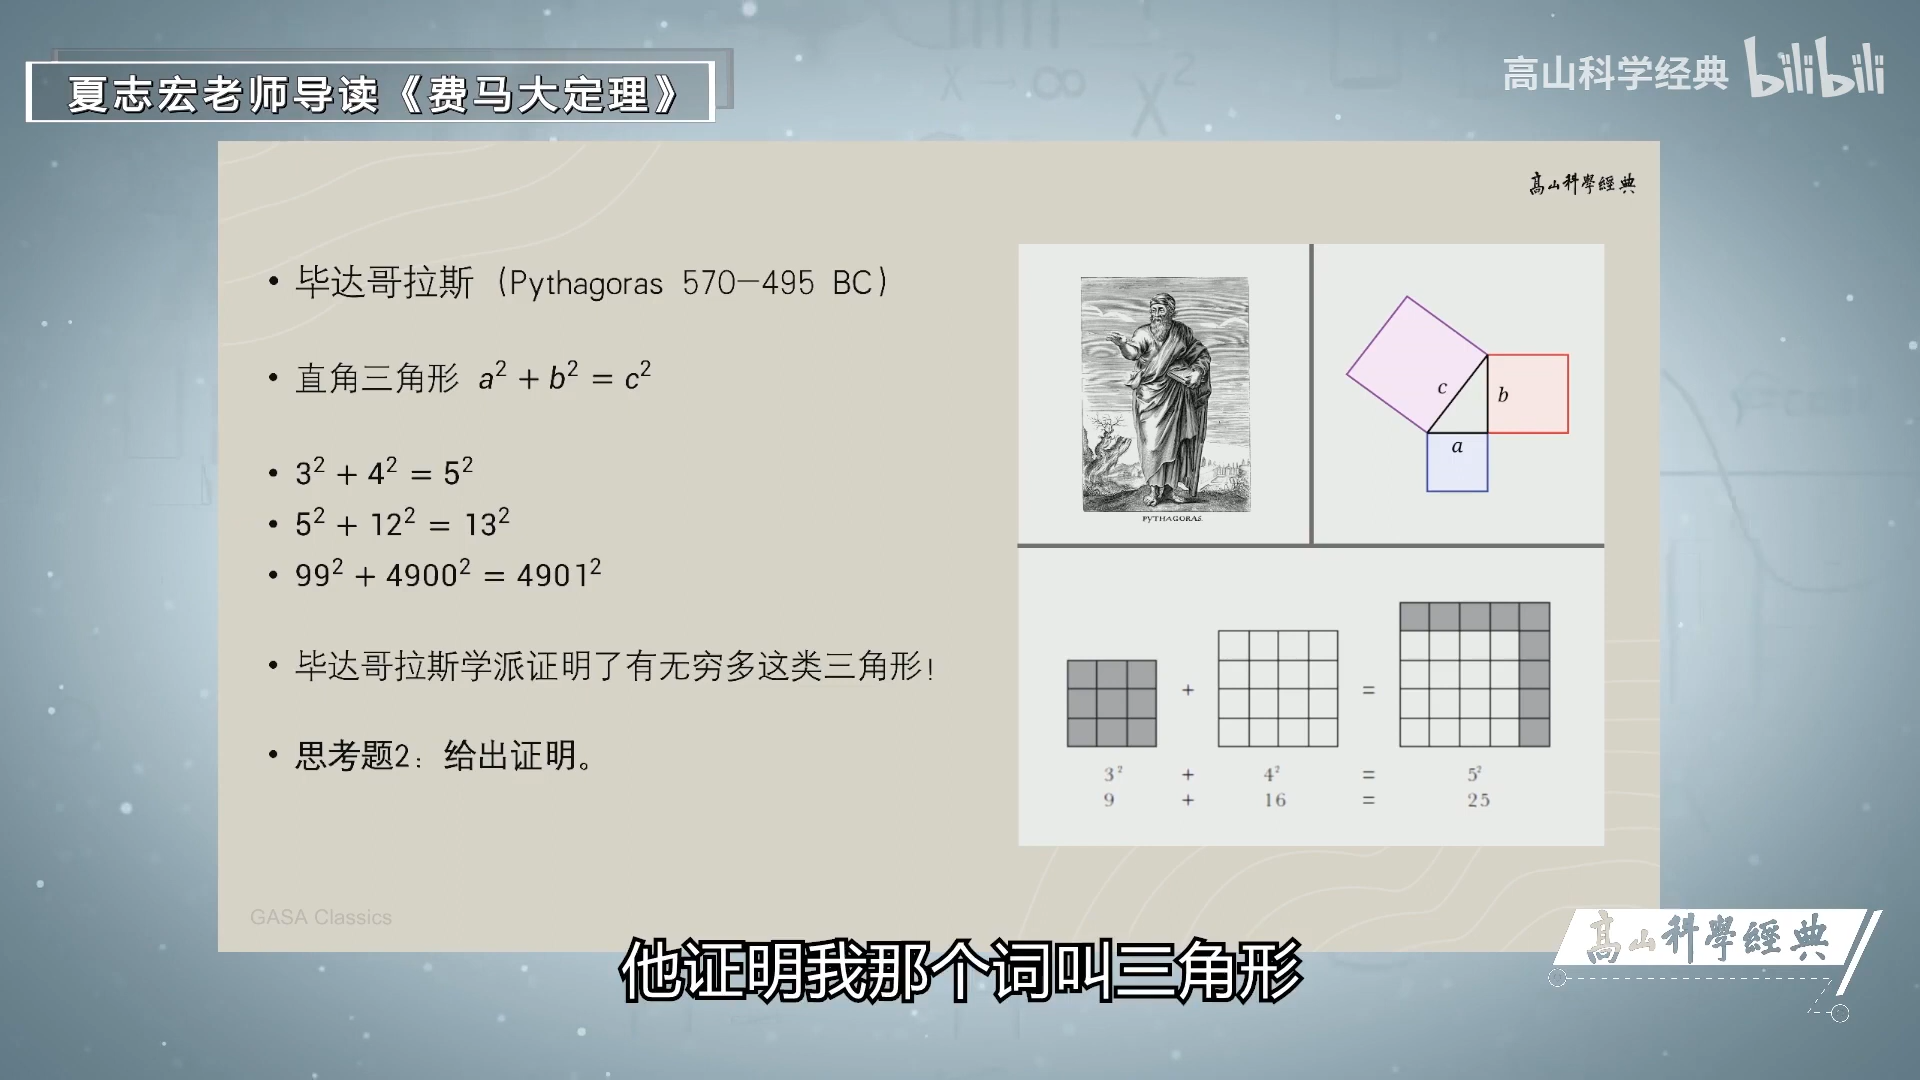 夏志宏老师导读《费马大定理》
高山科学经典 bilibili
高山科學經典
• 毕达哥拉斯（Pythagoras 570—495 BC）
• 直角三角形 a² + b² = c²
• 3² + 4² = 5²
• 5² + 12² = 13²
• 99² + 4900² = 4901²
• 毕达哥拉斯学派证明了有无穷多这类三角形！
• 思考题2：给出证明。
PYTHAGORAS.
c
b
a
+ =
3² + 4² = 5²
9 + 16 = 25
GASA Classics
高山科學經典
他证明我那个词叫三角形